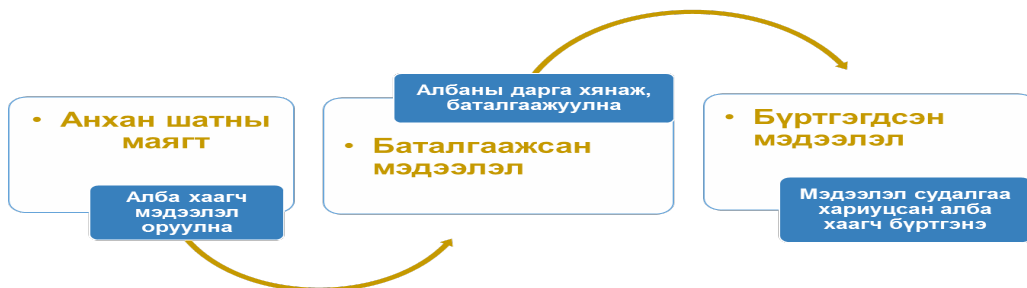 • Анхан шатны
маягт
Алба хаагч
мэдээлэл
оруулна
Албаны дарга хянаж,
баталгаажуулна
• Баталгаажсан
мэдээлэл
• Бүртгэгдсэн
мэдээлэл
Мэдээлэл судалгаа
хариуцсан алба
хаагч бүртгэнэ